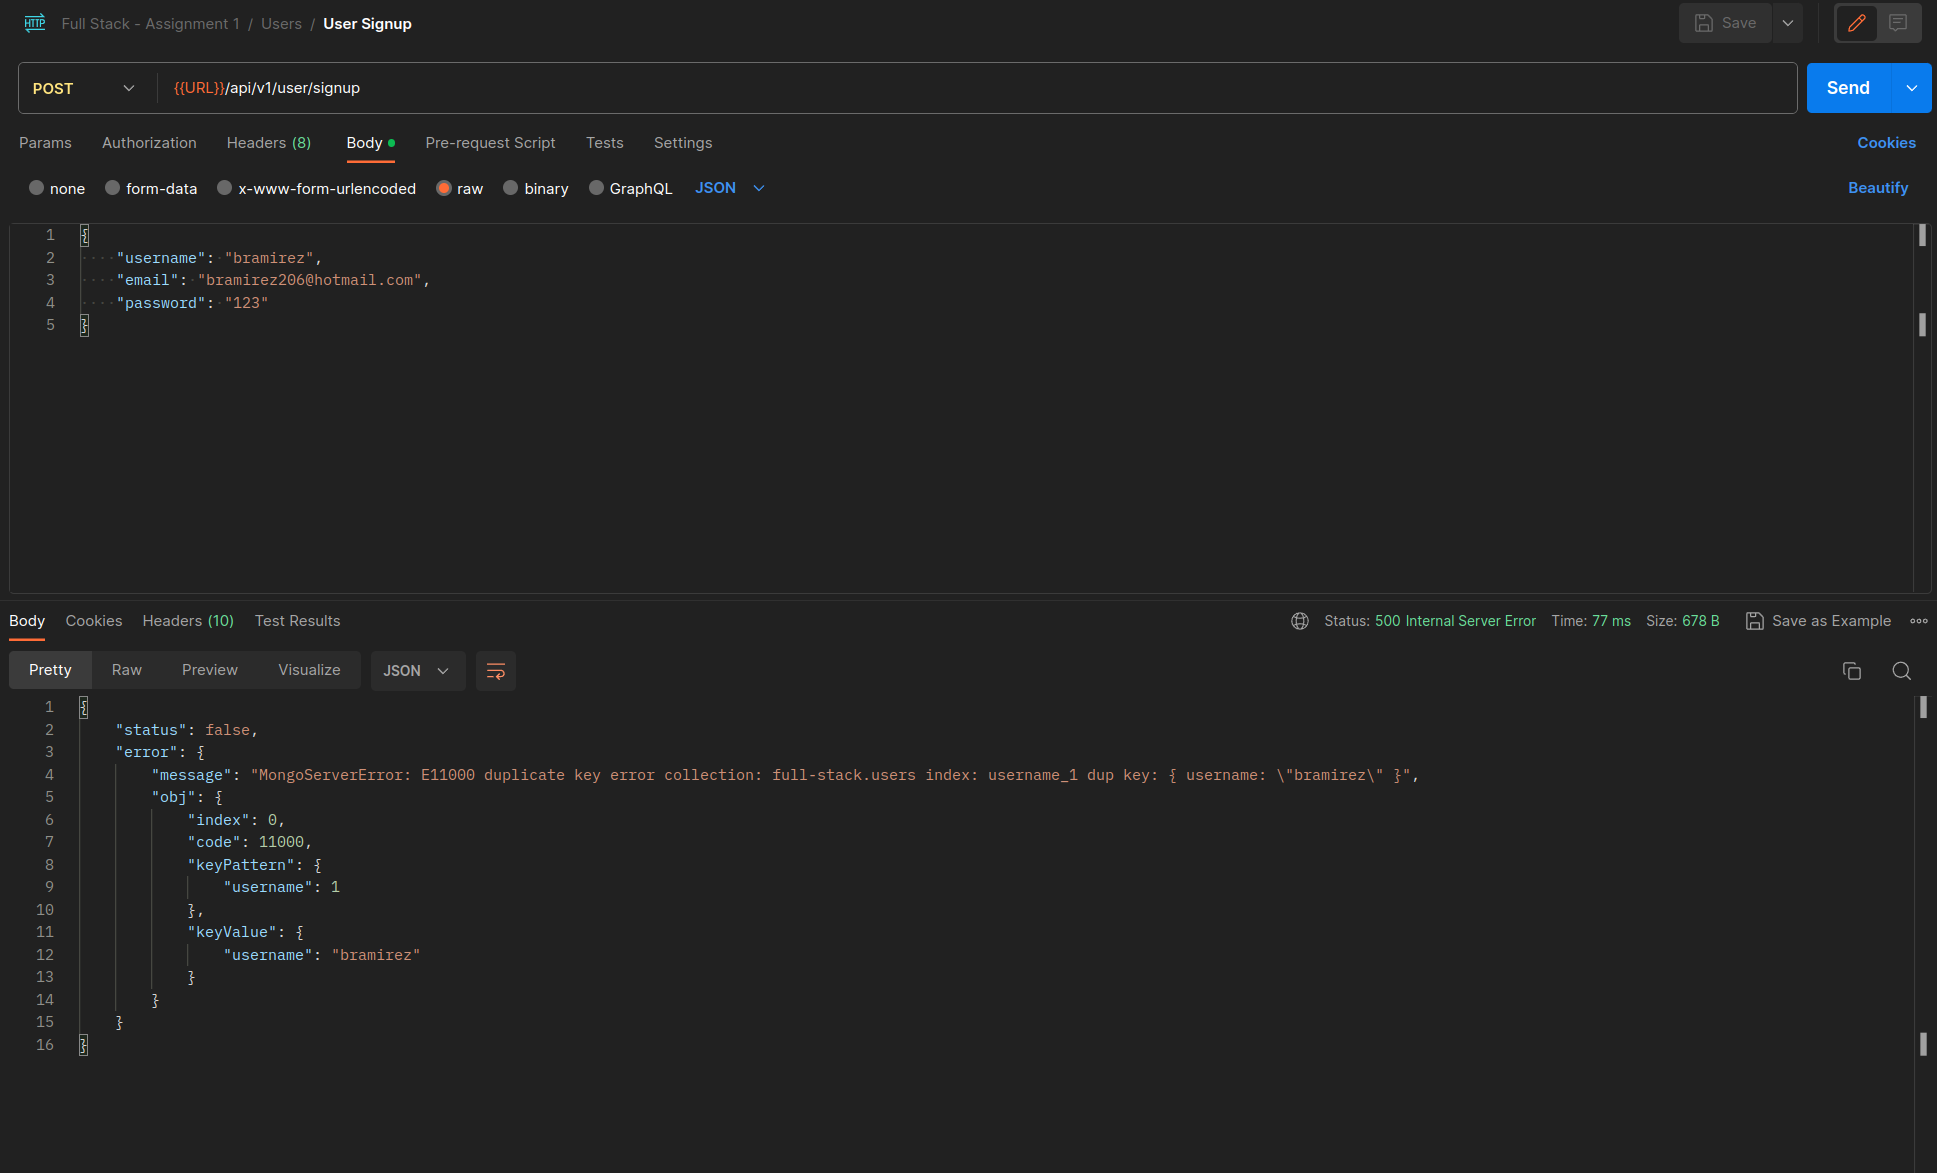 HTTP Full Stack - Assignment 1 / Users / User Signup Save
POST {{URL}}/api/v1/user/signup Send
Params Authorization Headers (8) Body Pre-request Script Tests Settings Cookies
none form-data x-www-form-urlencoded raw binary GraphQL JSON Beautify
1 {
2 "username": "bramirez",
3 "email": "bramirez206@hotmail.com",
4 "password": "123"
5 }
Body Cookies Headers (10) Test Results Status: 500 Internal Server Error Time: 77 ms Size: 678 B Save as Example
Pretty Raw Preview Visualize JSON
1 {
2 "status": false,
3 "error": {
4 "message": "MongoServerError: E11000 duplicate key error collection: full-stack.users index: username_1 dup key: { username: \"bramirez\" }",
5 "obj": {
6 "index": 0,
7 "code": 11000,
8 "keyPattern": {
9 "username": 1
10 },
11 "keyValue": {
12 "username": "bramirez"
13 }
14 }
15 }
16 }